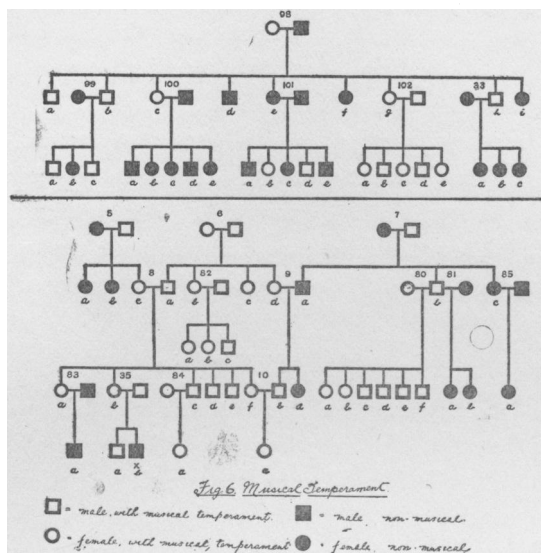 98
99 100 101 102 33
a b c d e f g h i
a b c a b c d e a b c d e a b c d e a b c
5 6 7
8 82 9 80 81 85
a b c a b c d a b c
a b c
83 35 84 10
a b c d e f b a a b c d e f a b a
a a b a a
x
Fig. 6. Musical Temperament
= male, with musical temperament. = male, non-musical.
= female, with musical, temperament = female, non-musical